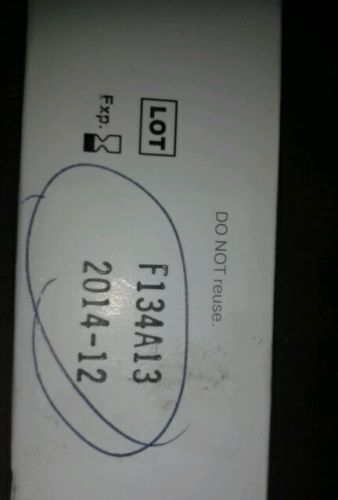 DO NOT reuse.
LOT F134A13
Exp. 2014-12